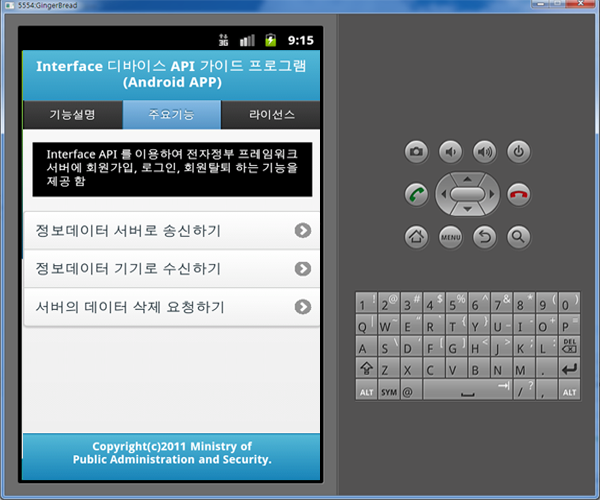 5554:GingerBread
3G 9:15
Interface 디바이스 API 가이드 프로그램
(Android APP)
기능설명 주요기능 라이선스
Interface API 를 이용하여 전자정부 프레임워크
서버에 회원가입, 로그인, 회원탈퇴 하는 기능을
제공 함
정보데이터 서버로 송신하기
정보데이터 기기로 수신하기
서버의 데이터 삭제 요청하기
Copyright(c)2011 Ministry of
Public Administration and Security.
MENU
1 ! 2 @ 3 # 4 $ 5 % 6 ^ 7 & 8 * 9 ( 0 )
Q | W ~ E " R ` T { Y } U _ I - O + P =
A S \ D ' F [ G ] H < J > K ; L : DEL
Z X C V B N M .
ALT SYM @ / ? , ALT